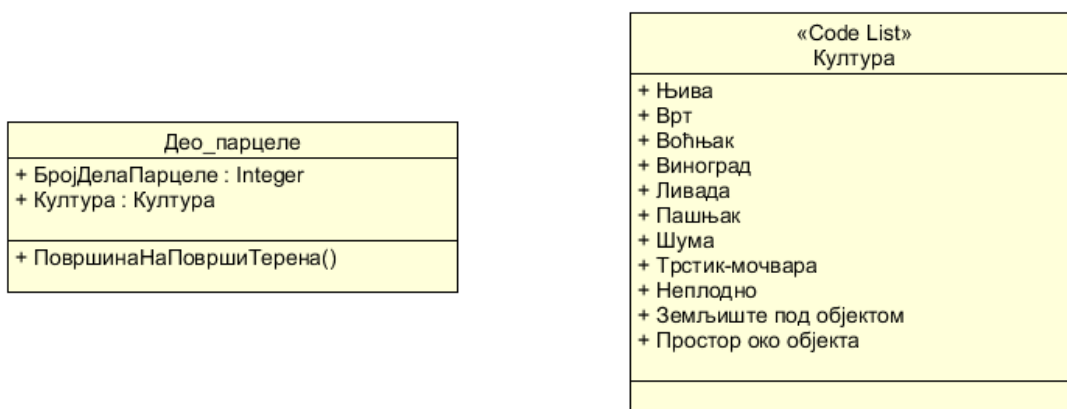 Део_парцеле
+ БројДелаПарцеле : Integer
+ Култура : Култура
+ ПовршинаНаПовршиТерена()
«Code List»
Култура
+ Њива
+ Врт
+ Воћњак
+ Виноград
+ Ливада
+ Пашњак
+ Шума
+ Трстик-мочвара
+ Неплодно
+ Земљиште под објектом
+ Простор око објекта